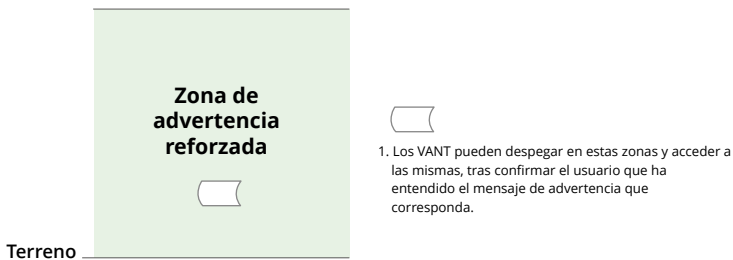 Zona de
advertencia
reforzada
Terreno
1. Los VANT pueden despegar en estas zonas y acceder a
las mismas, tras confirmar el usuario que ha
entendido el mensaje de advertencia que
corresponda.